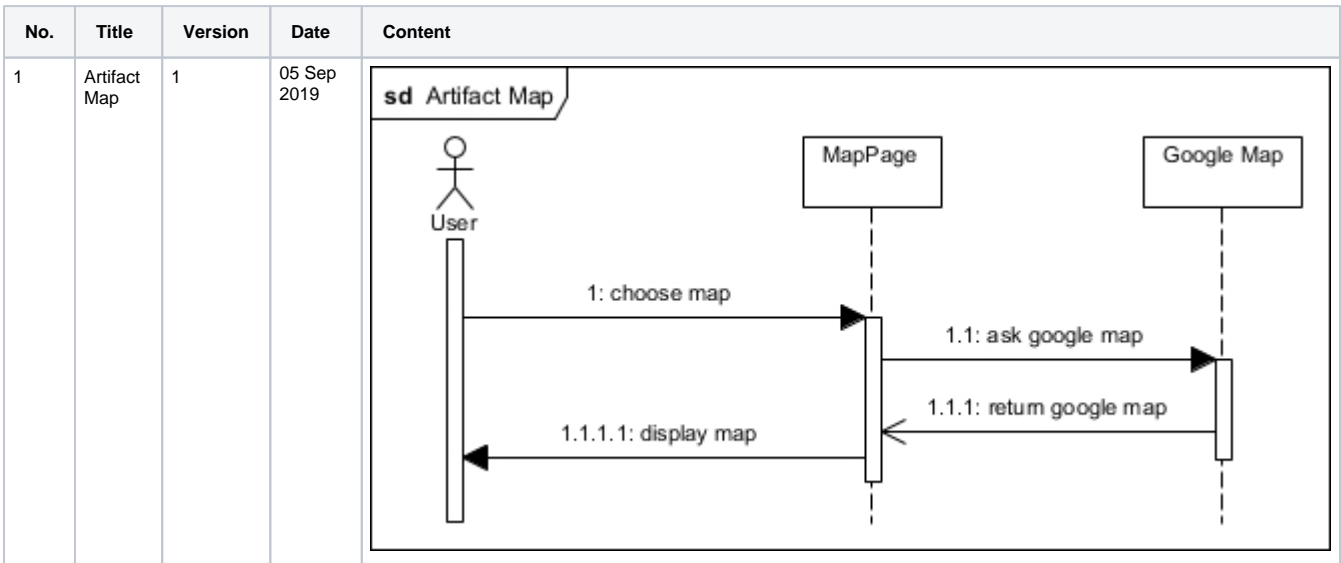 No. Title Version Date Content
1 Artifact 1 05 Sep
Map 2019
sd Artifact Map
User
MapPage
Google Map
1: choose map
1.1: ask google map
1.1.1: return google map
1.1.1.1: display map